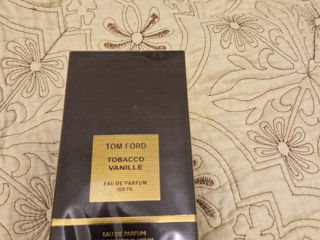 TOM FORD
TOBACCO
VANILLE
EAU DE PARFUM
100 ML
EAU DE PARFUM